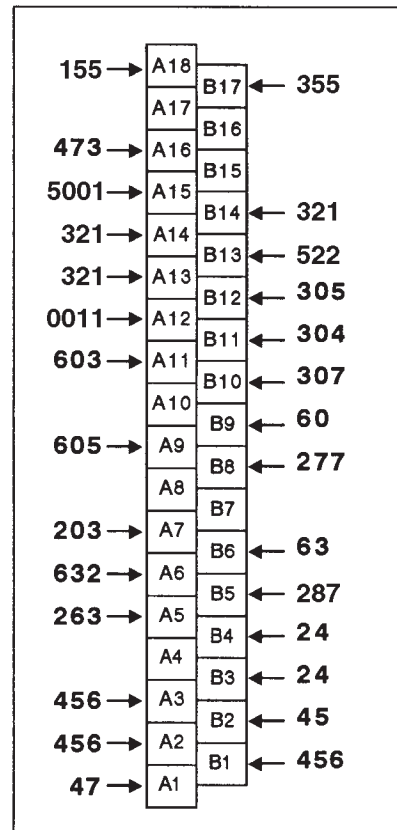 155 → A18
B17 ← 355
A17
B16
473 → A16
B15
5001 → A15
B14 ← 321
321 → A14
B13 ← 522
321 → A13
B12 ← 305
0011 → A12
B11 ← 304
603 → A11
B10 ← 307
A10
B9 ← 60
605 → A9
B8 ← 277
A8
B7
203 → A7
B6 ← 63
632 → A6
B5 ← 287
263 → A5
B4 ← 24
A4
B3 ← 24
456 → A3
B2 ← 45
456 → A2
B1 ← 456
47 → A1